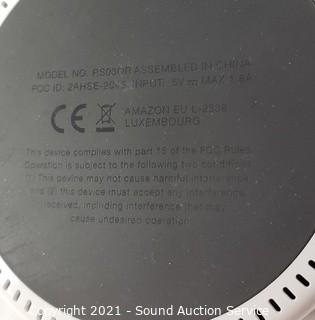 MODEL NO. RS03QR ASSEMBLED IN CHINA
FCC ID: 2AHSE-2045. INPUT: 5V MAX 1.8A
CE
AMAZON EU L-2338
LUXEMBOURG
This device complies with part 15 of the FCC Rules.
Operation is subject to the following two conditions:
(1) This device may not cause harmful interference,
and (2) this device must accept any interference
received, including interference that may
cause undesired operation.
Copyright 2021 - Sound Auction Service